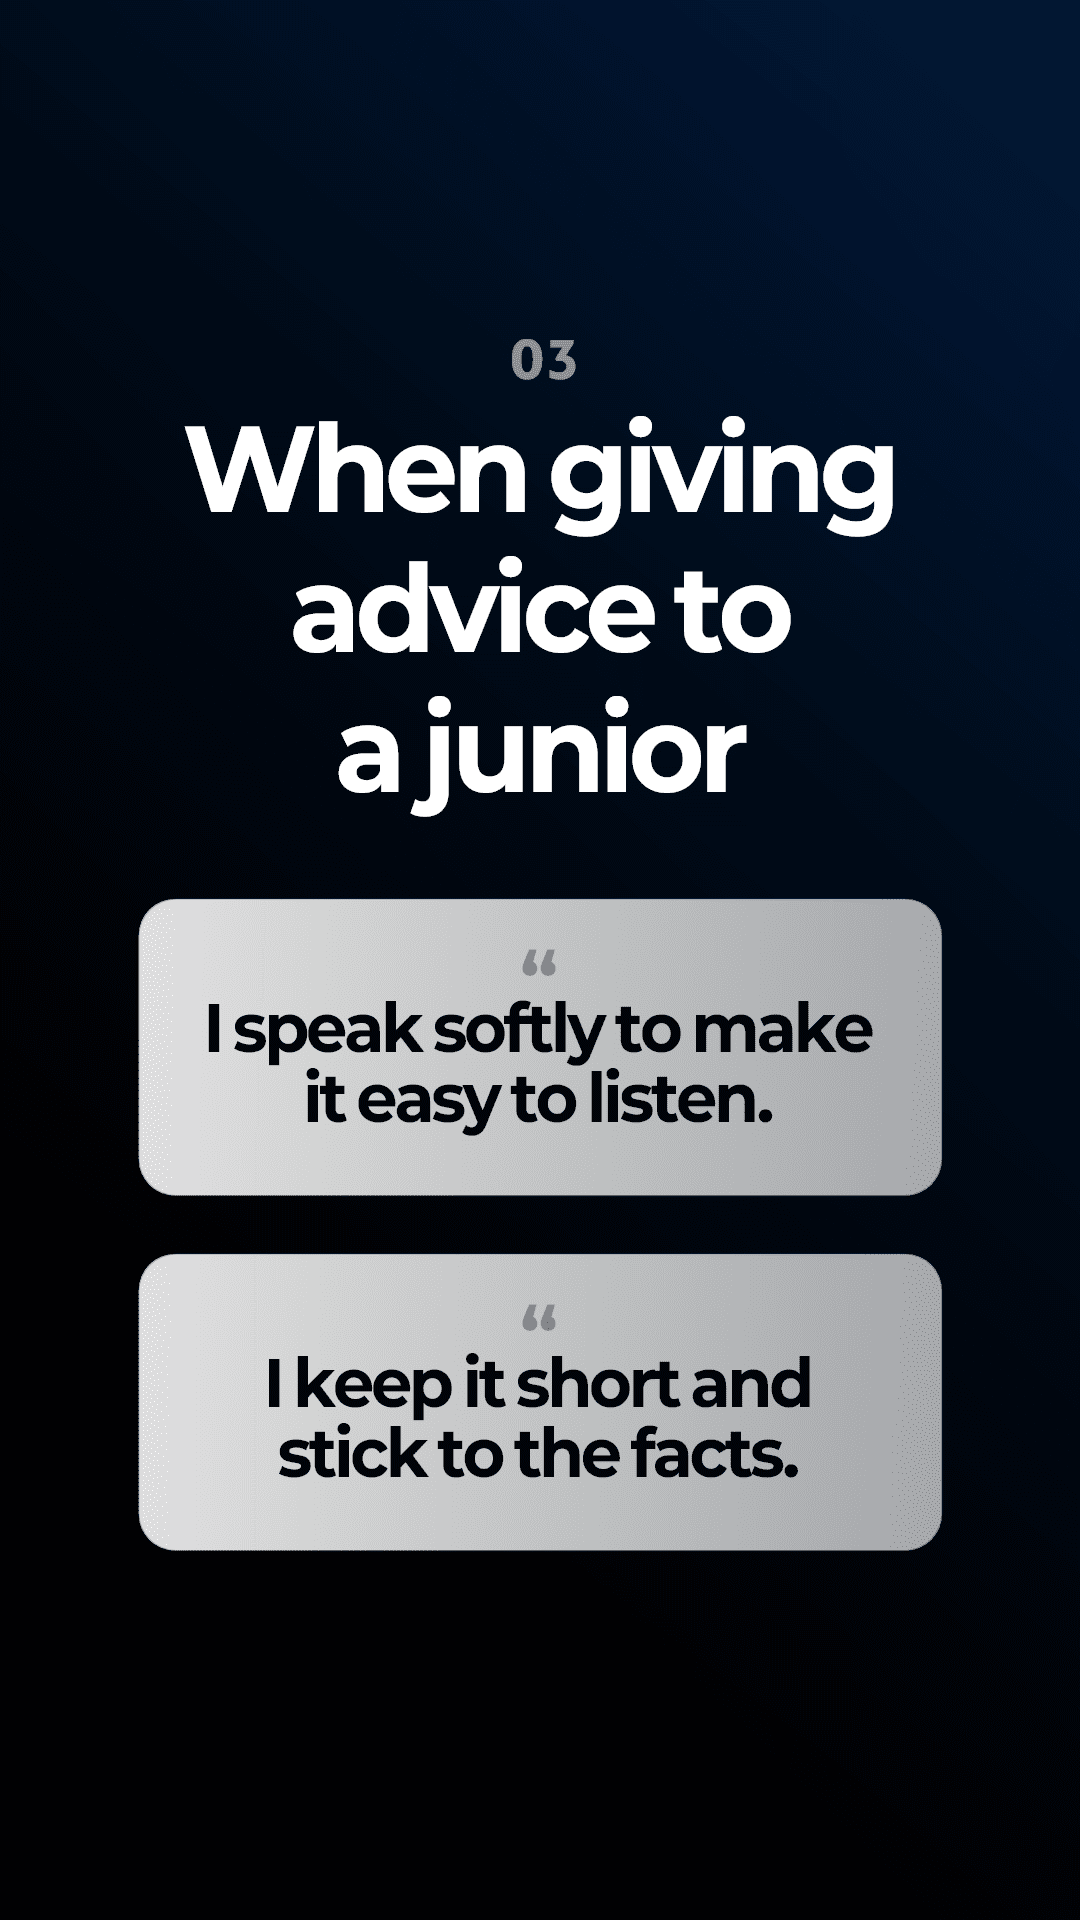 03
When giving
advice to
a junior
“
I speak softly to make
it easy to listen.
“
I keep it short and
stick to the facts.